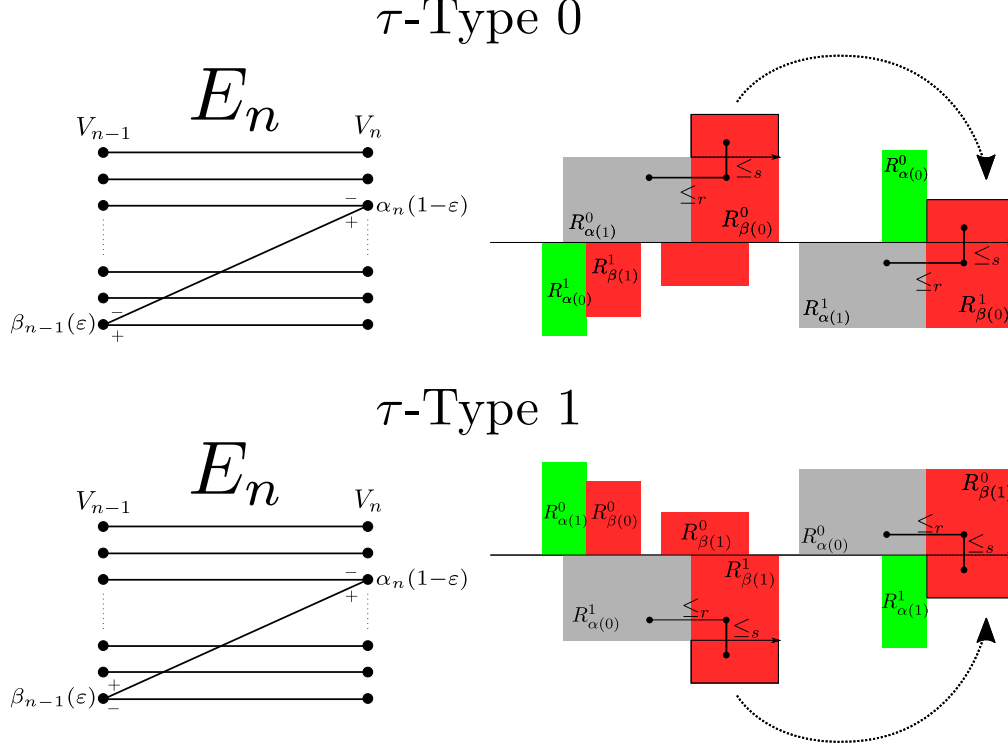 τ-Type 0
E_n
V_{n−1} V_n
− α_n(1−ε)
+
−
β_{n−1}(ε)
+
≤_s
≤_r
R^0_{α(1)} R^0_{β(0)}
R^1_{α(0)} R^1_{β(1)}
R^0_{α(0)}
≤_s
≤_r
R^1_{α(1)} R^1_{β(0)}
τ-Type 1
E_n
V_{n−1} V_n
− α_n(1−ε)
+
+
β_{n−1}(ε)
−
R^0_{α(1)} R^0_{β(0)} R^0_{β(1)}
R^1_{α(0)} R^1_{β(1)}
≤_r
≤_s
R^0_{β(1)}
R^0_{α(0)} ≤_r
≤_s
R^1_{α(1)}